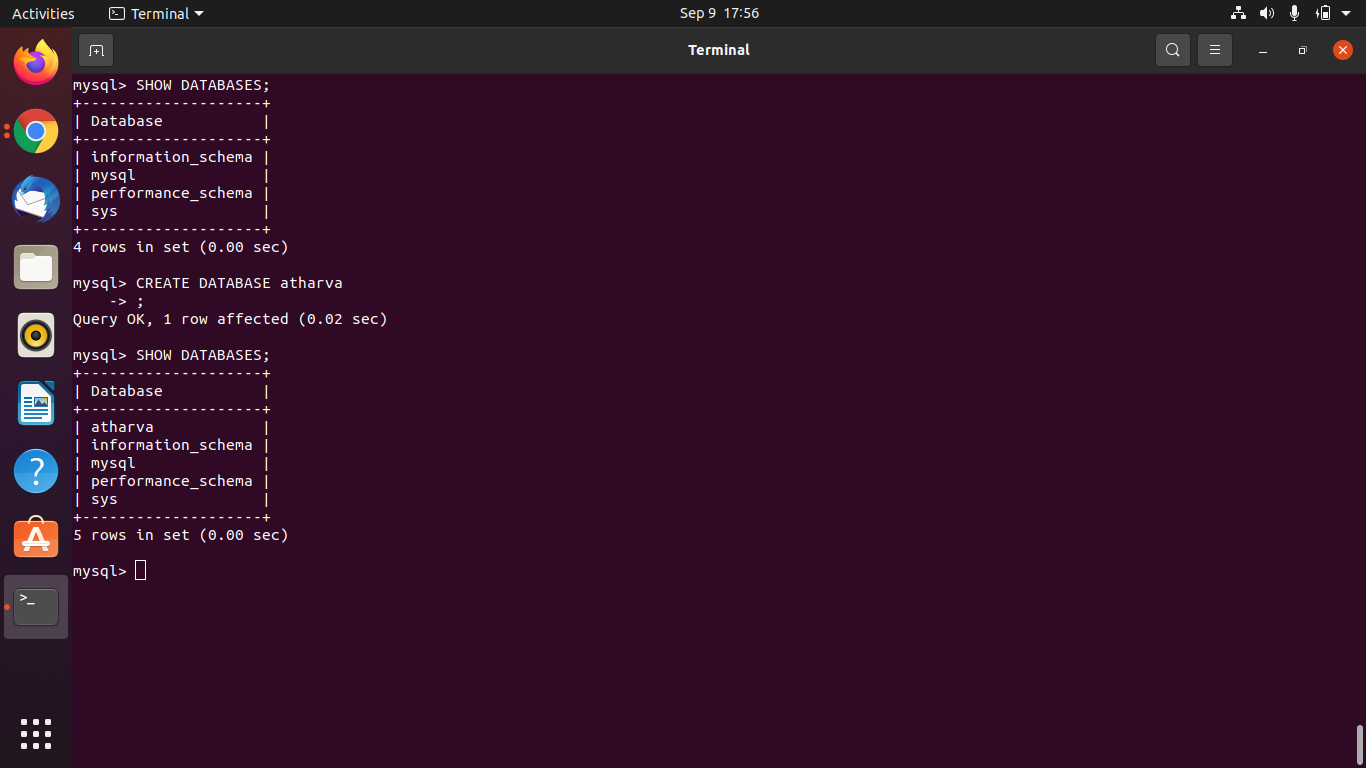 Activities Terminal Sep 9 17:56
Terminal
mysql> SHOW DATABASES;
+--------------------+
| Database           |
+--------------------+
| information_schema |
| mysql              |
| performance_schema |
| sys                |
+--------------------+
4 rows in set (0.00 sec)

mysql> CREATE DATABASE atharva
    -> ;
Query OK, 1 row affected (0.02 sec)

mysql> SHOW DATABASES;
+--------------------+
| Database           |
+--------------------+
| atharva            |
| information_schema |
| mysql              |
| performance_schema |
| sys                |
+--------------------+
5 rows in set (0.00 sec)

mysql>